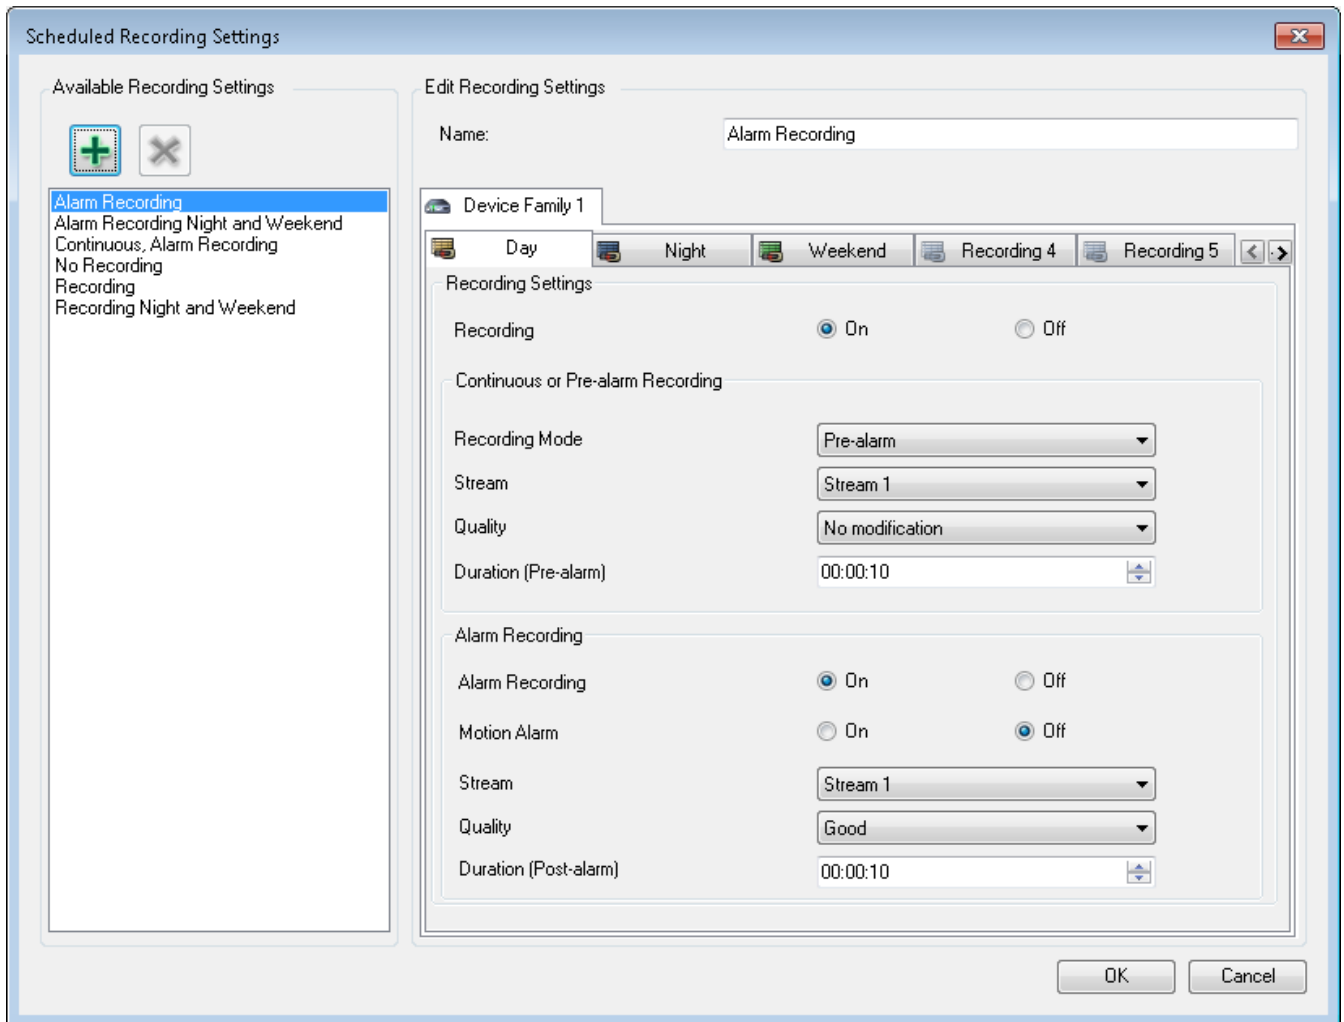 Scheduled Recording Settings
Available Recording Settings
Alarm Recording
Alarm Recording Night and Weekend
Continuous, Alarm Recording
No Recording
Recording
Recording Night and Weekend
Edit Recording Settings
Name: Alarm Recording
Device Family 1
Day Night Weekend Recording 4 Recording 5
Recording Settings
Recording On Off
Continuous or Pre-alarm Recording
Recording Mode Pre-alarm
Stream Stream 1
Quality No modification
Duration (Pre-alarm) 00:00:10
Alarm Recording
Alarm Recording On Off
Motion Alarm On Off
Stream Stream 1
Quality Good
Duration (Post-alarm) 00:00:10
OK Cancel